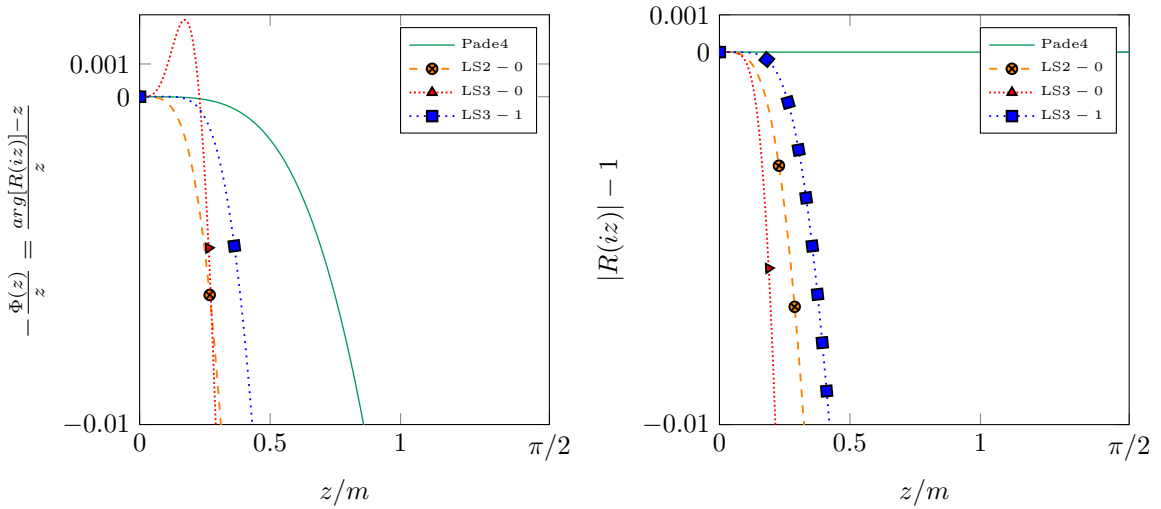 0.001
0
−0.01
0
0.5
1
π/2
z/m
−Φ(z)/z = arg[R(iz)]−z/z
Pade4
LS2 − 0
LS3 − 0
LS3 − 1
0.001
0
−0.01
0
0.5
1
π/2
z/m
|R(iz)| − 1
Pade4
LS2 − 0
LS3 − 0
LS3 − 1